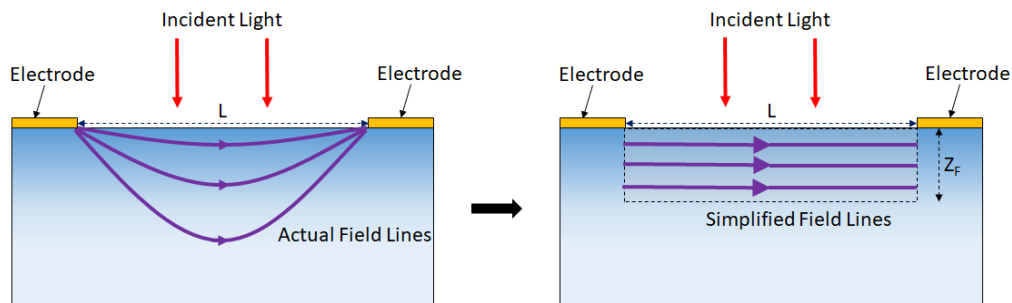 Incident Light
Electrode
Electrode
L
Actual Field Lines
Incident Light
Electrode
Electrode
L
Z_F
Simplified Field Lines